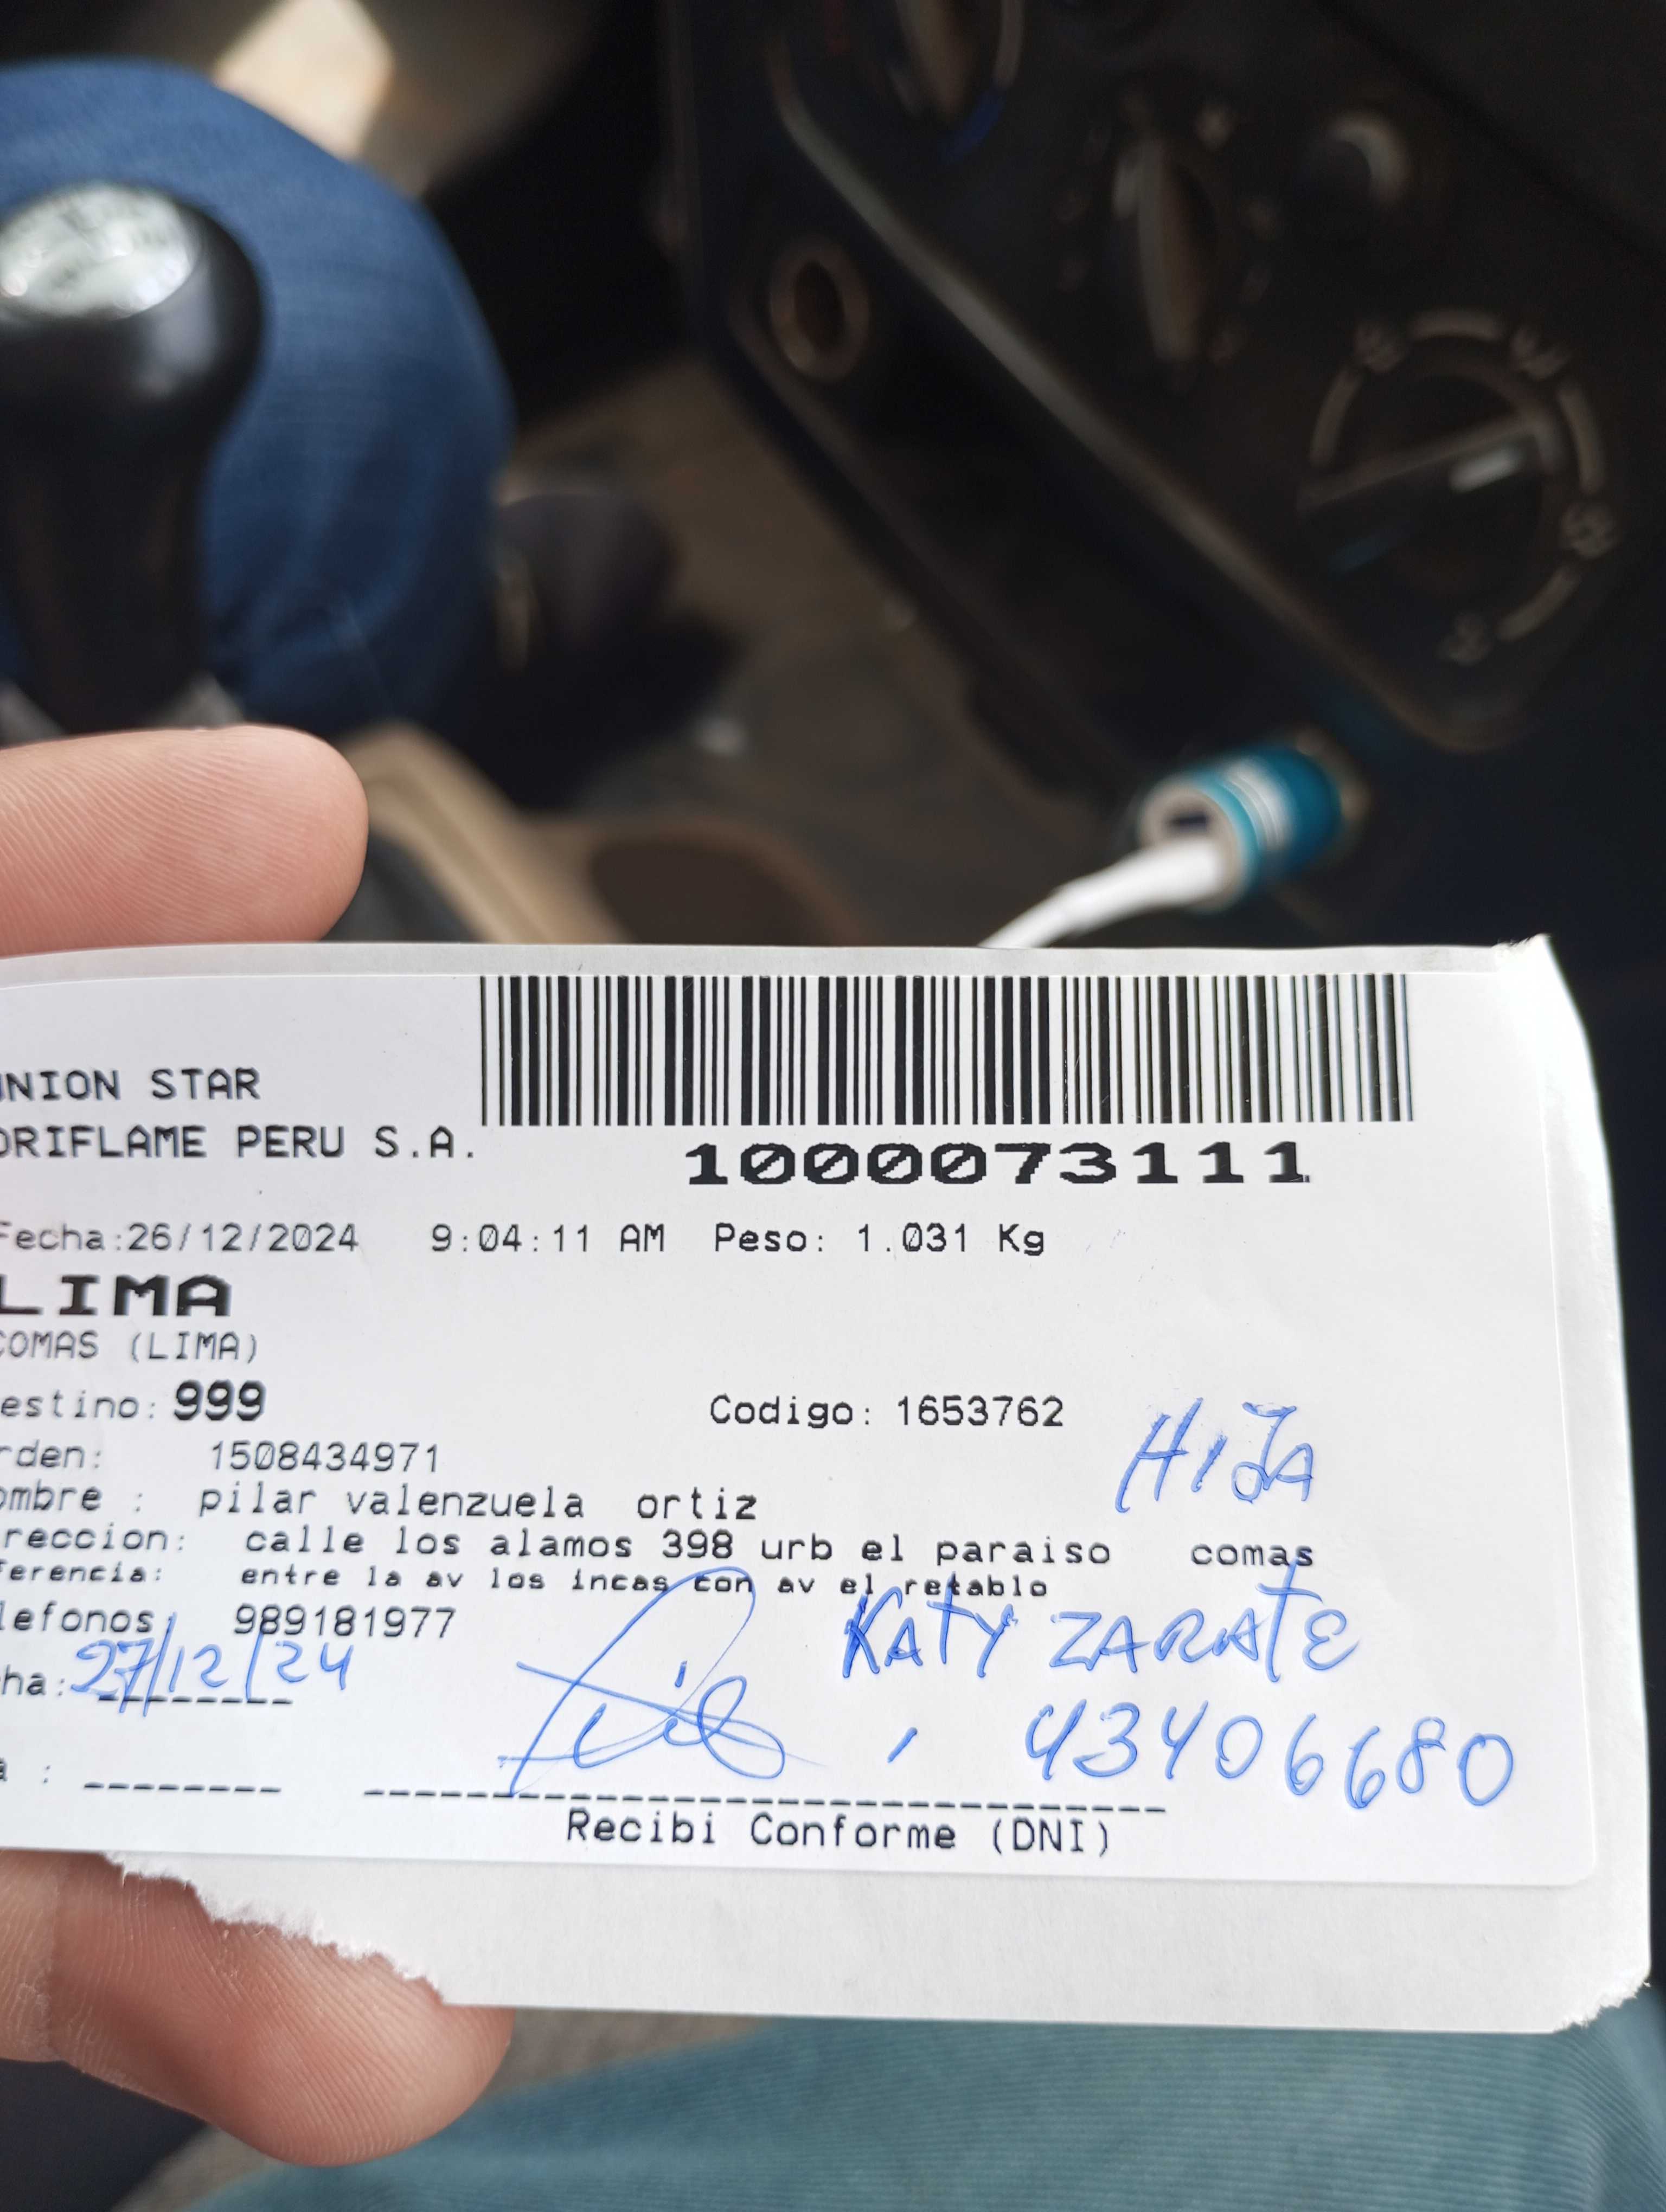 UNION STAR
ORIFLAME PERU S.A.
1000073111
Fecha:26/12/2024 9:04:11 AM Peso: 1.031 Kg
LIMA
COMAS (LIMA)
estino: 999 Codigo: 1653762
HIJA
rden: 1508434971
ombre : pilar valenzuela ortiz
reccion: calle los alamos 398 urb el paraiso comas
ferencia: entre la av los incas con av el retablo
lefonos 989181977
KATY ZARATE
ha: 27/12/24
43406680
a :
Recibi Conforme (DNI)